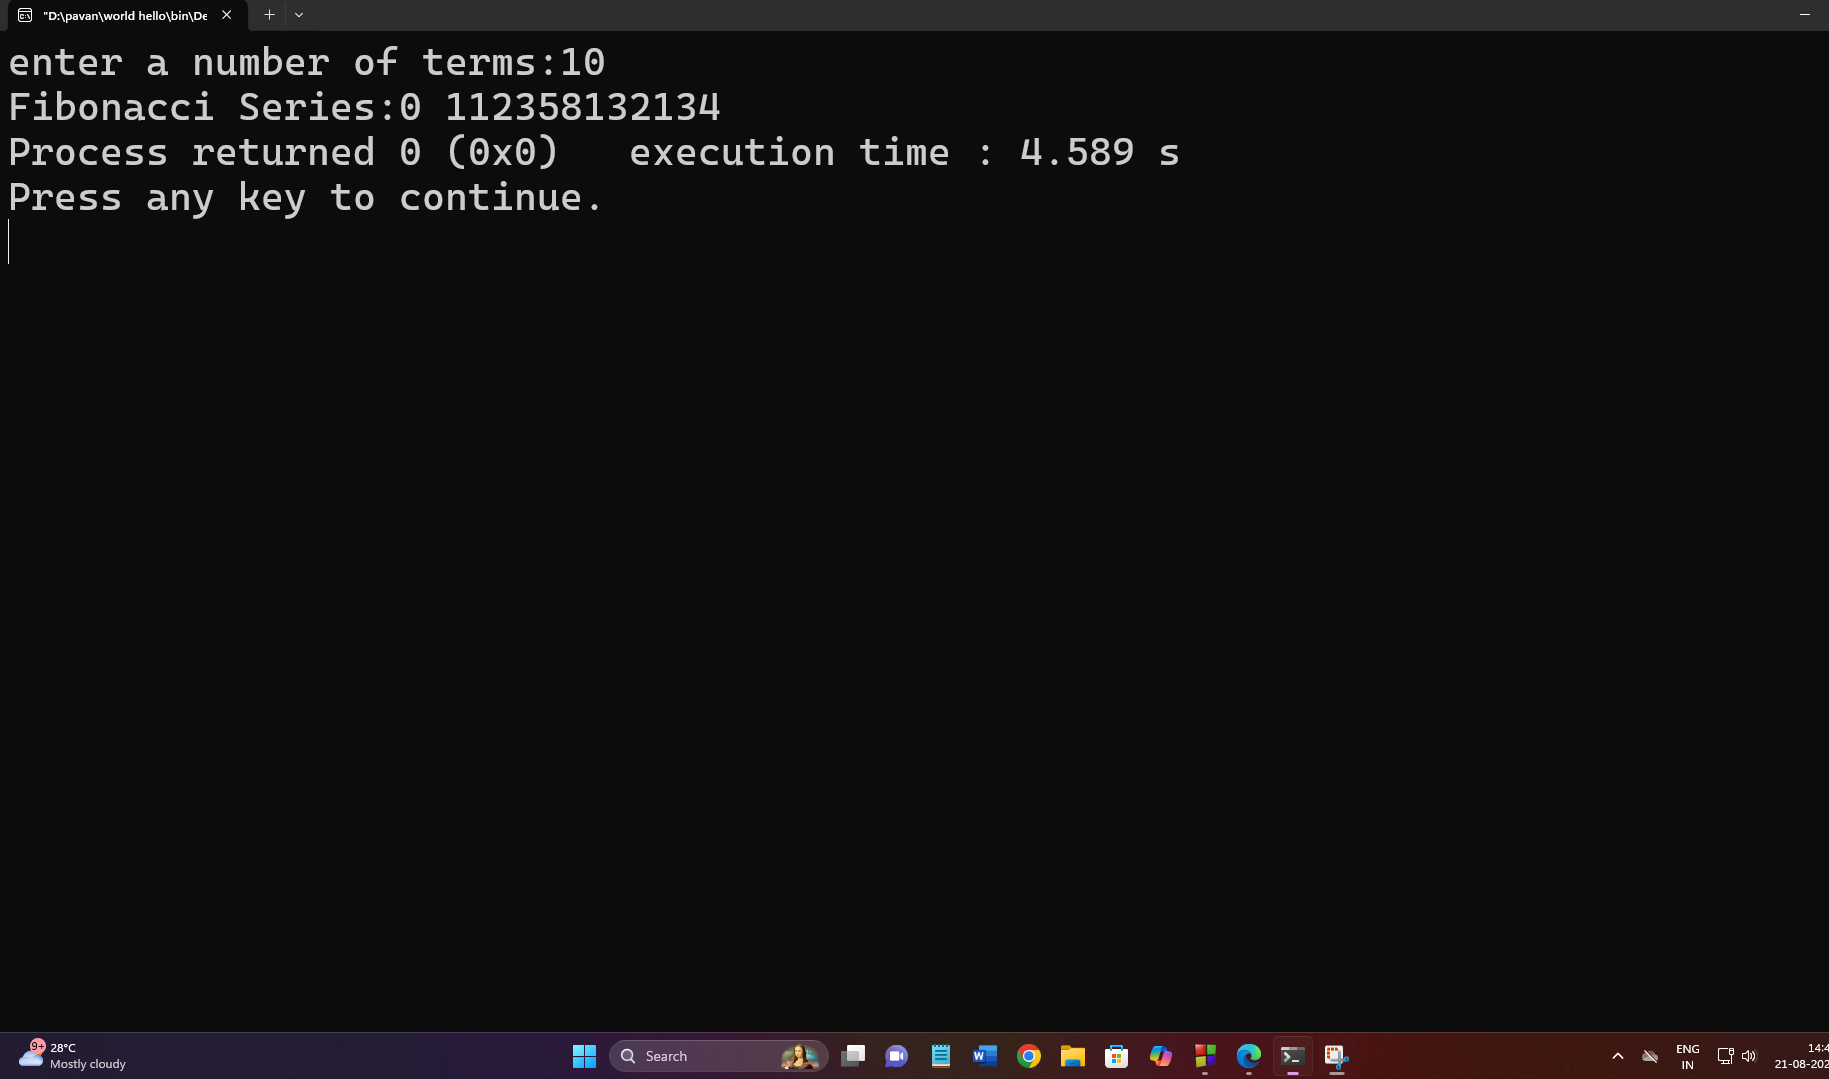 "D:\pavan\world hello\bin\De
enter a number of terms:10
Fibonacci Series:0 112358132134
Process returned 0 (0x0)   execution time : 4.589 s
Press any key to continue.
9+
28°C
Mostly cloudy
Search
ENG
IN
14:4
21-08-202